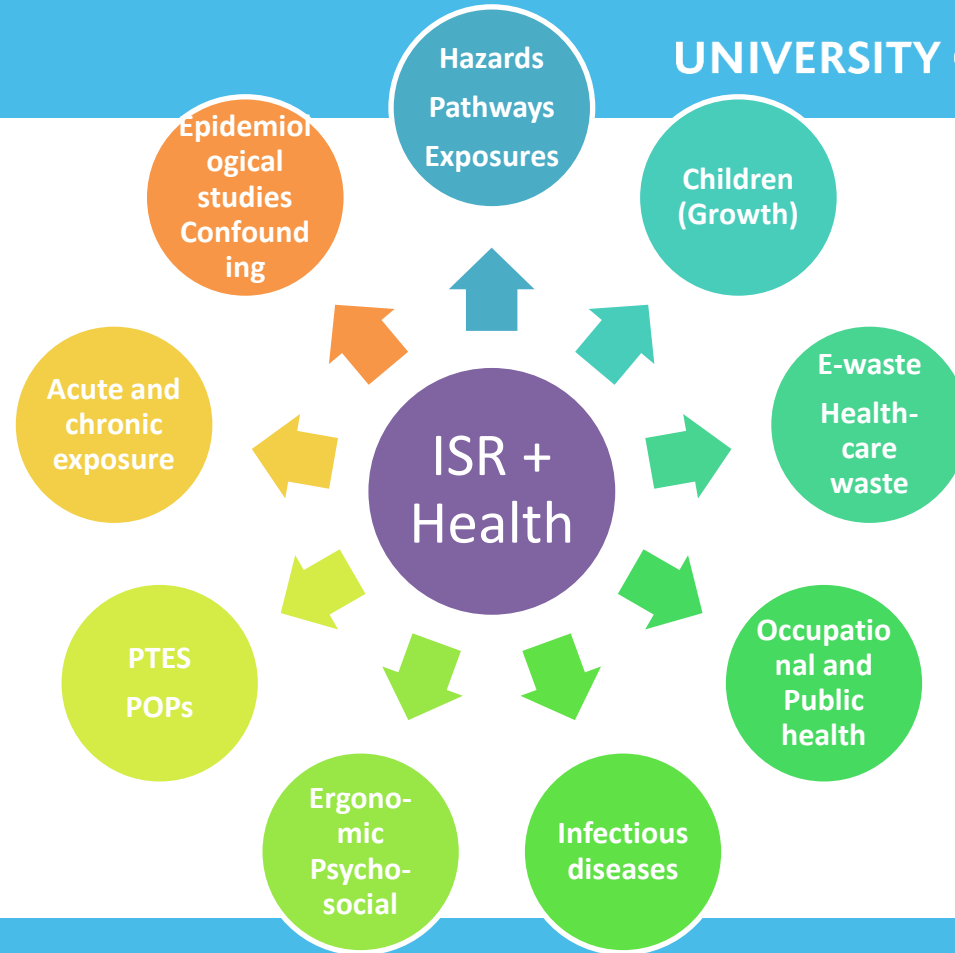 UNIVERSITY
Hazards
Pathways
Exposures
Children
(Growth)
E-waste
Health-
care
waste
Occupatio
nal and
Public
health
Infectious
diseases
Ergono-
mic
Psycho-
social
PTES
POPs
Acute and
chronic
exposure
Epidemiol
ogical
studies
Confound
ing
ISR +
Health